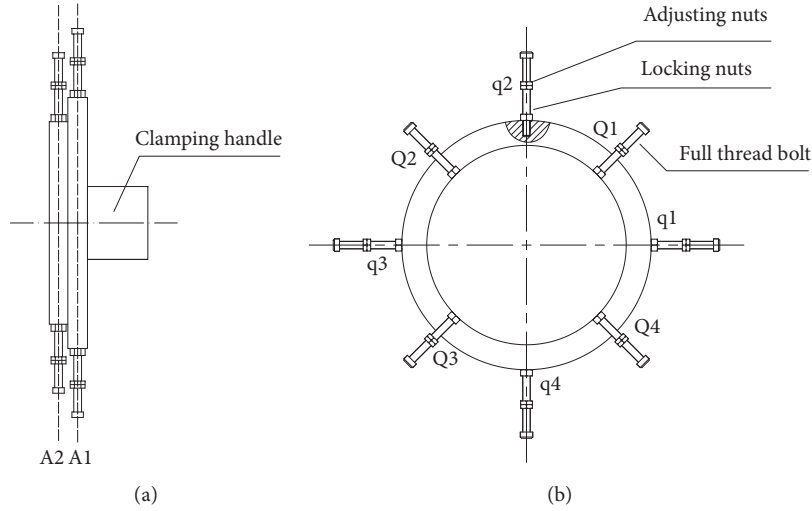 Adjusting nuts
q2
Locking nuts
Clamping handle
Q1
Q2
Full thread bolt
q1
q3
Q4
Q3
q4
A2 A1
(a)
(b)